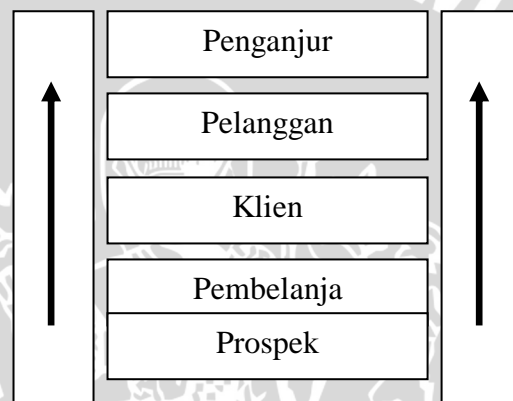 Penganjur
Pelanggan
Klien
Pembelanja
Prospek